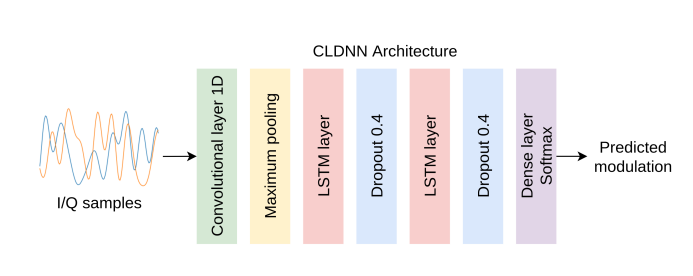 CLDNN Architecture
I/Q samples
Convolutional layer 1D
Maximum pooling
LSTM layer
Dropout 0.4
LSTM layer
Dropout 0.4
Dense layer
Softmax
Predicted
modulation